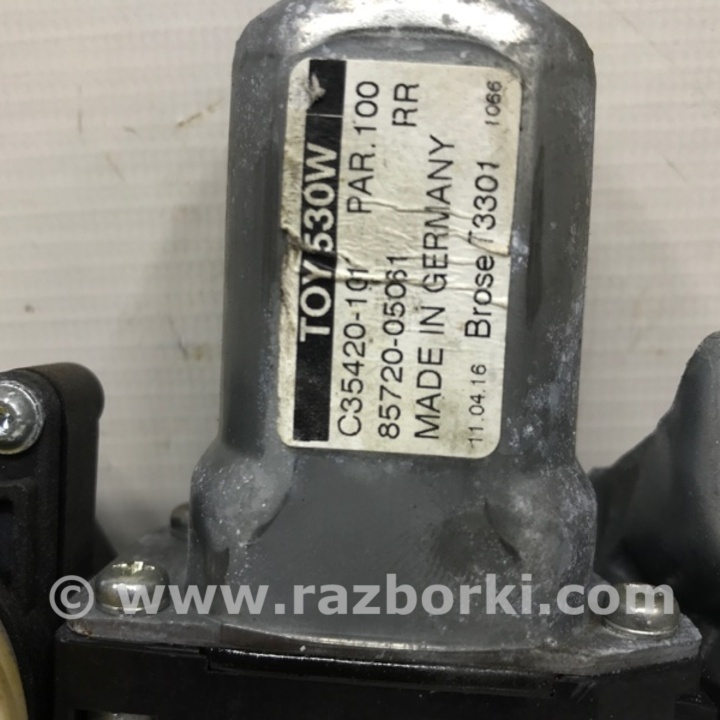 TOY/530W
C35420-101 PAR.100
85720-05061 RR
MADE IN GERMANY
11.04.16 Brose T3301 1066
© www.razborki.com